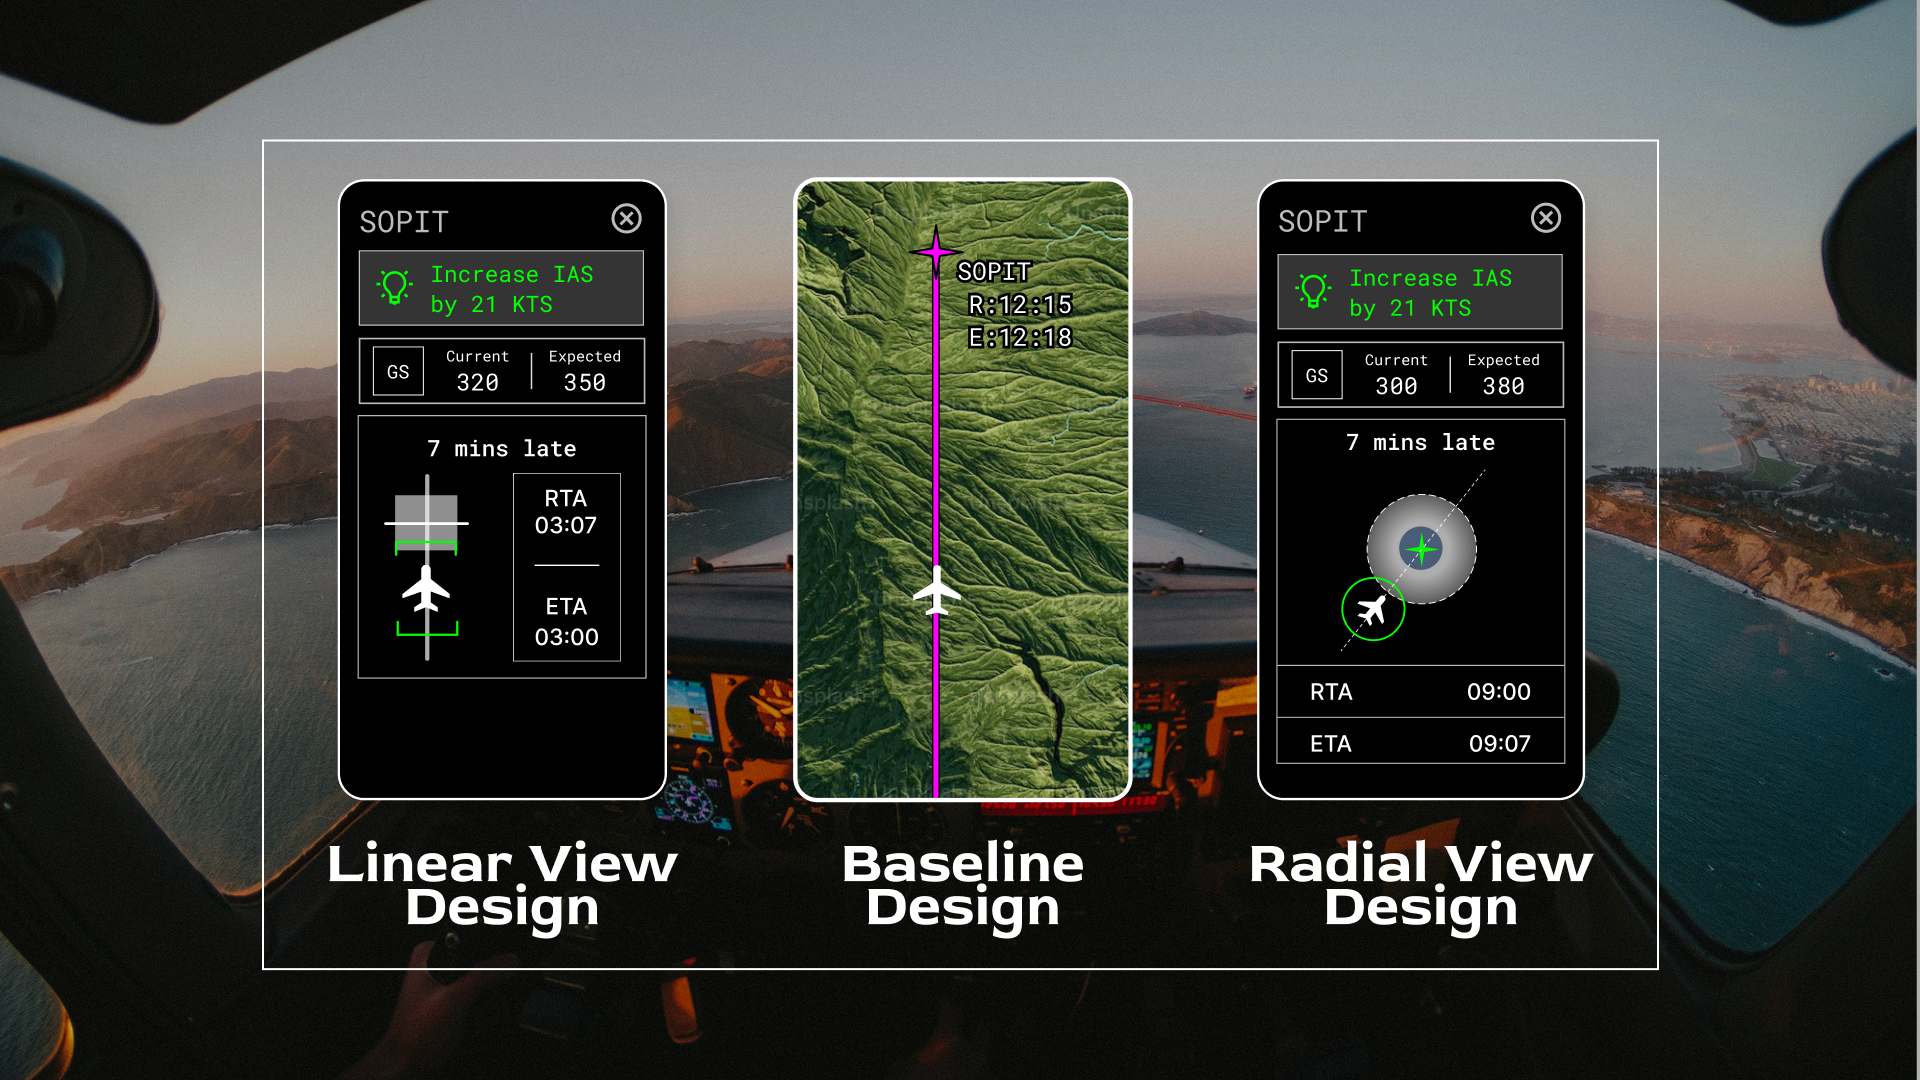 SOPIT
Increase IAS
by 21 KTS
GS
Current
320
Expected
350
7 mins late
RTA
03:07
ETA
03:00
Linear View
Design
SOPIT
R:12:15
E:12:18
Baseline
Design
SOPIT
Increase IAS
by 21 KTS
GS
Current
300
Expected
380
7 mins late
RTA
09:00
ETA
09:07
Radial View
Design